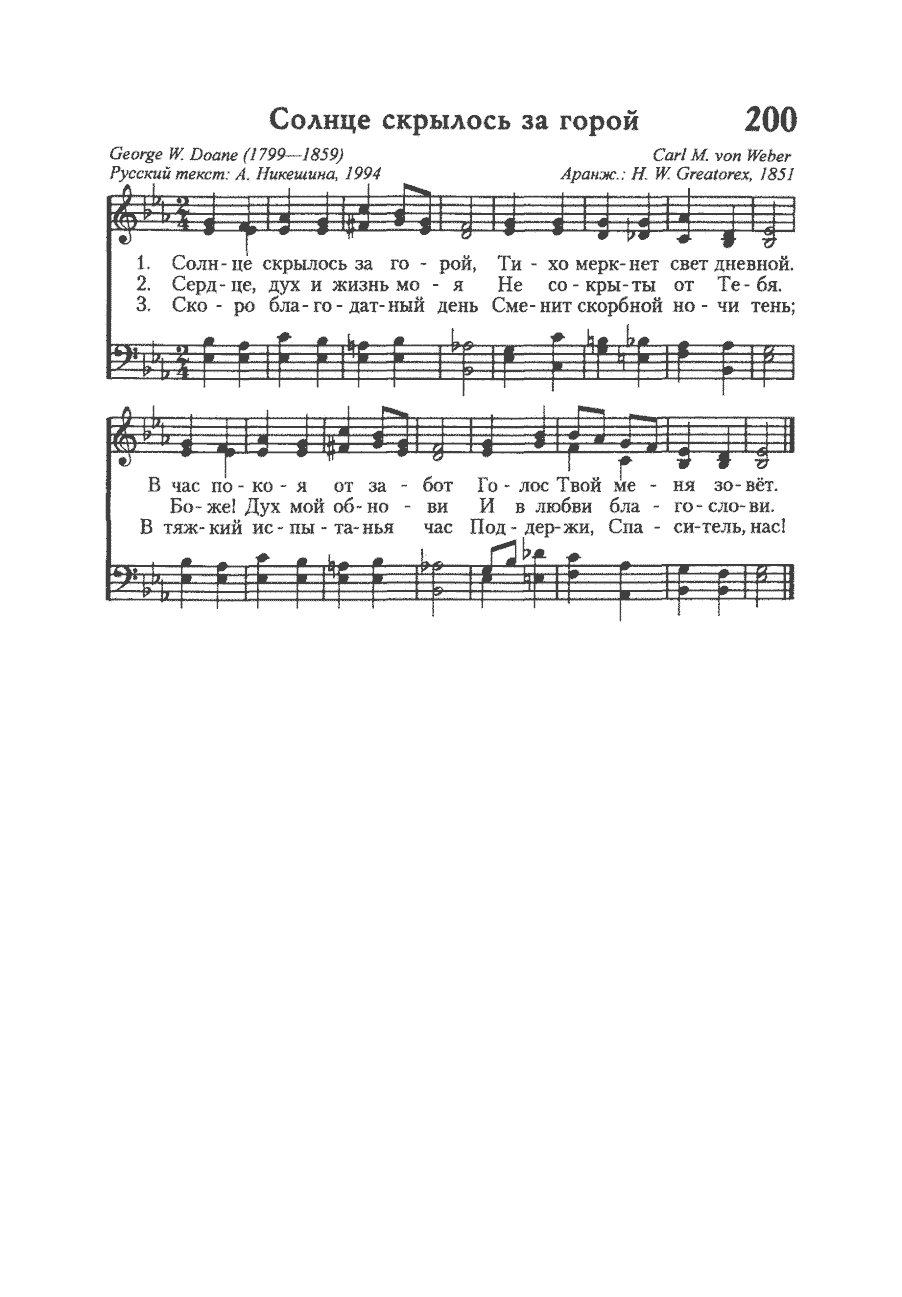 Солнце скрылось за горой 200
George W. Doane (1799—1859) Carl M. von Weber
Русский текст: А. Никешина, 1994 Аранж.: H. W. Greatorex, 1851
2 4
1. Солн-це скрылось за го - рой, Ти - хо мерк-нет свет дневной.
2. Серд-це, дух и жизнь мо - я Не со-кры-ты от Те-бя.
3. Ско - ро бла-го-дат-ный день Сме-нит скорбной но - чи тень;
2 4
В час по-ко-я от за - бот Го-лос Твой ме - ня зо-вёт.
Бо-же! Дух мой об-но - ви И в любви бла - го-сло-ви.
В тяж-кий ис-пы-та-нья час Под-дер-жи, Спа - си-тель, нас!